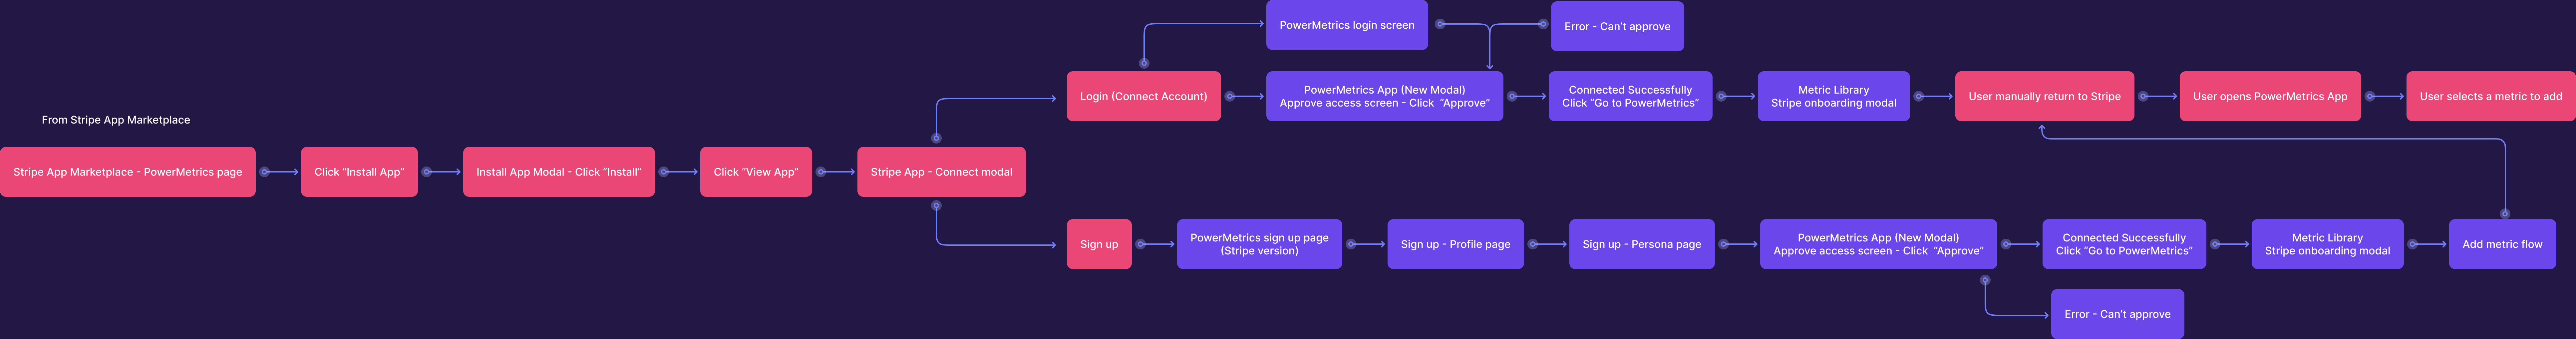 PowerMetrics login screen
Error - Can’t approve
Login (Connect Account)
PowerMetrics App (New Modal)
Approve access screen - Click  “Approve”
Connected Successfully
Click “Go to PowerMetrics”
Metric Library
Stripe onboarding modal
User manually return to Stripe
User opens PowerMetrics App
User selects a metric to add
From Stripe App Marketplace
Stripe App Marketplace - PowerMetrics page
Click “Install App”
Install App Modal - Click “Install”
Click “View App”
Stripe App - Connect modal
Sign up
PowerMetrics sign up page
(Stripe version)
Sign up - Profile page
Sign up - Persona page
PowerMetrics App (New Modal)
Approve access screen - Click  “Approve”
Connected Successfully
Click “Go to PowerMetrics”
Metric Library
Stripe onboarding modal
Add metric flow
Error - Can’t approve